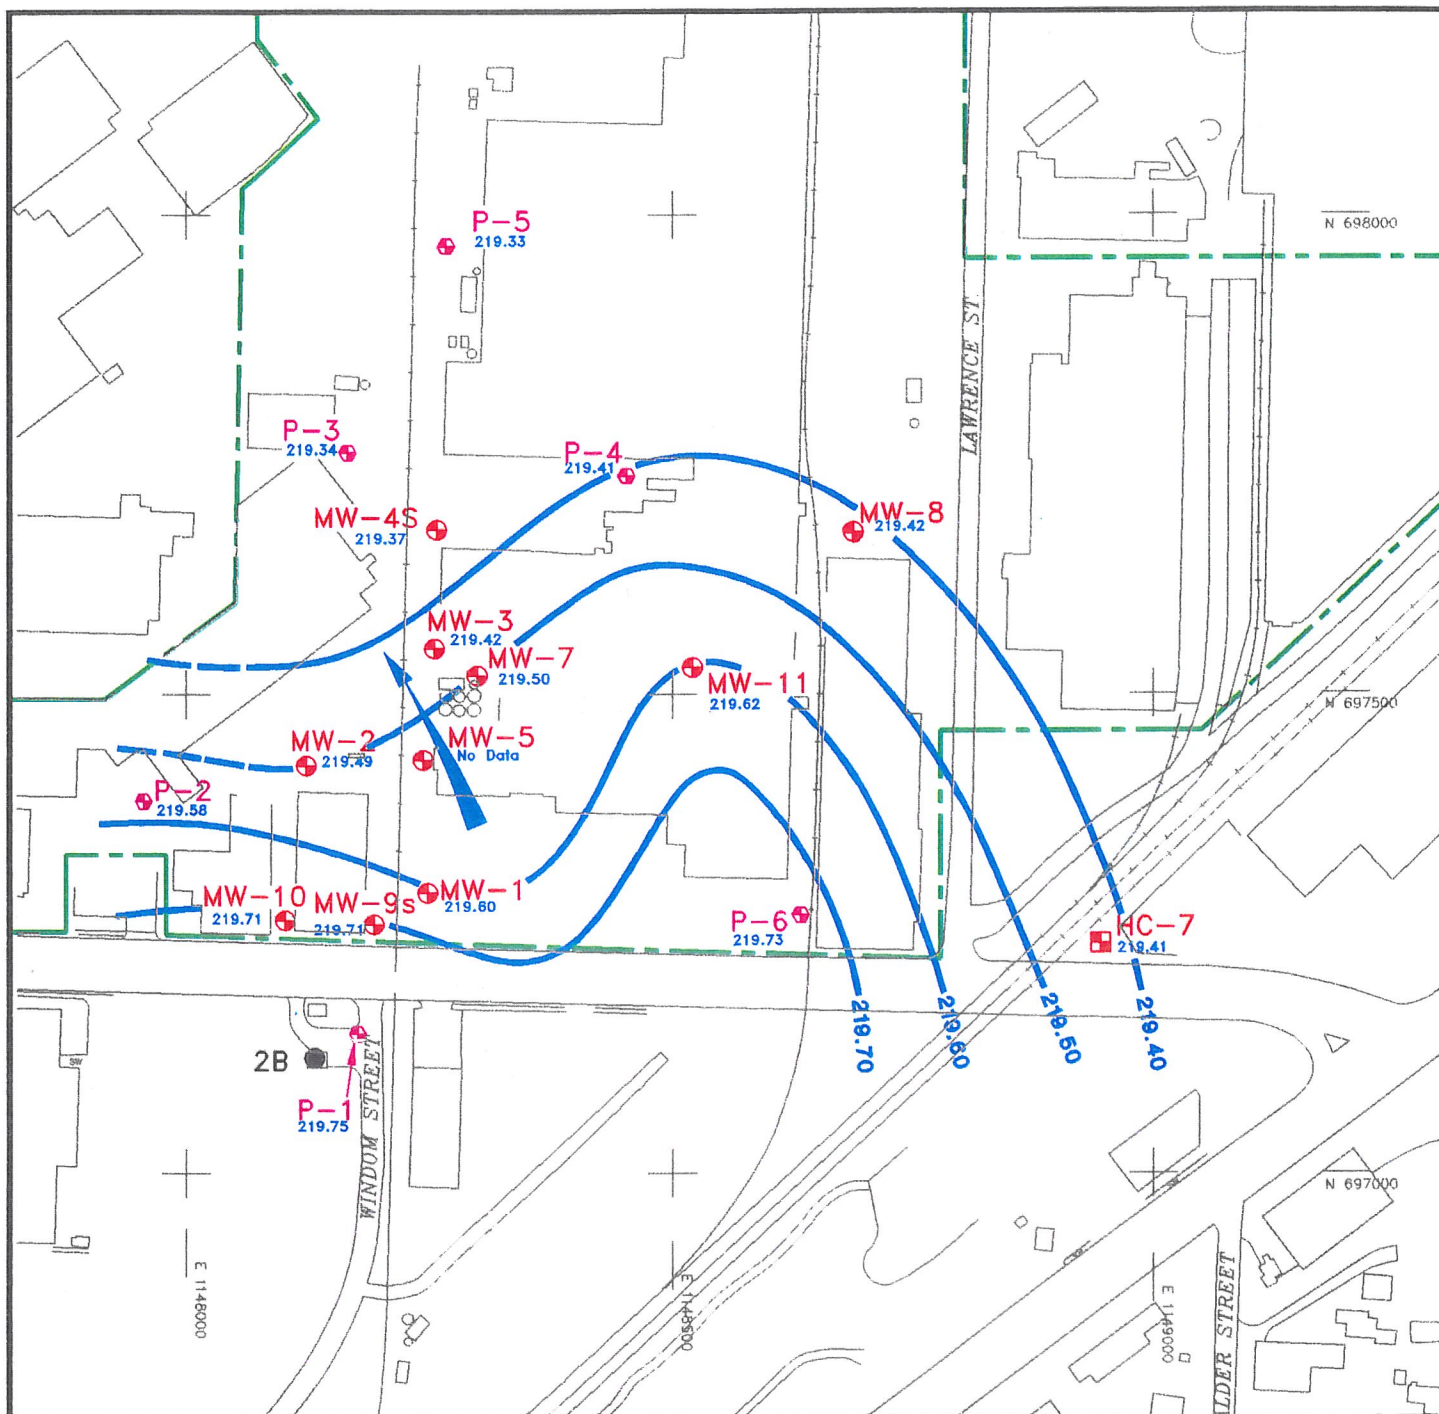 P-5
219.33
N 698000
LAWRENCE ST
P-3
219.34
P-4
219.41
MW-4S
219.37
MW-8
219.42
MW-3
219.42
MW-7
219.50
MW-11
219.62
N 697500
MW-2
219.49
MW-5
No Data
P-2
219.58
MW-10
219.71
MW-9s
219.71
MW-1
219.60
P-6
219.73
HC-7
219.41
219.70
219.60
219.50
219.40
2B
SW
P-1
219.75
WINDOM STREET
N 697000
E 1148000
E 1148500
E 1149000
ALDER STREET